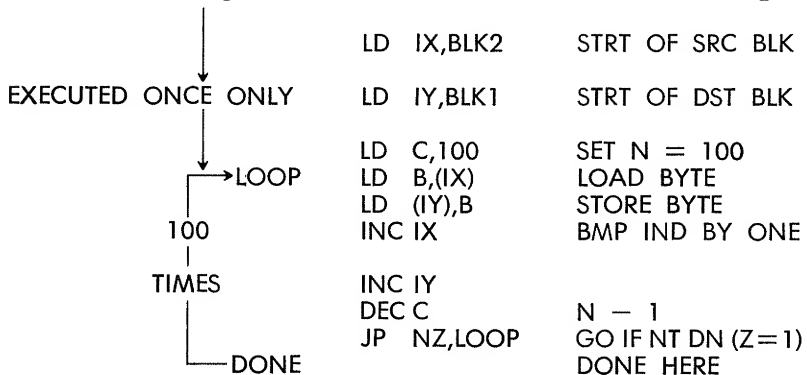 LD IX,BLK2 STRT OF SRC BLK
EXECUTED ONCE ONLY LD IY,BLK1 STRT OF DST BLK
LD C,100 SET N = 100
LOOP LD B,(IX) LOAD BYTE
LD (IY),B STORE BYTE
100 INC IX BMP IND BY ONE
TIMES INC IY
DEC C N − 1
JP NZ,LOOP GO IF NT DN (Z=1)
DONE DONE HERE